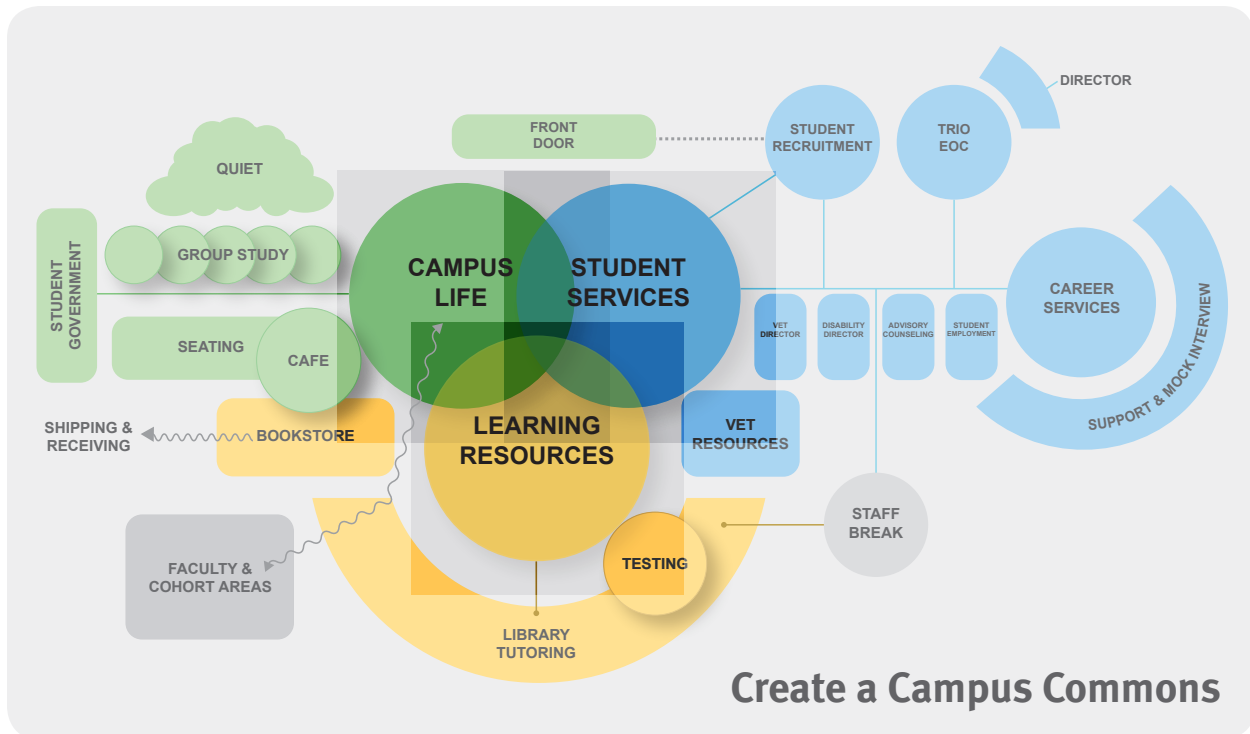 DIRECTOR
FRONT
DOOR
STUDENT
RECRUITMENT
TRIO
EOC
QUIET
STUDENT
GOVERNMENT
GROUP STUDY
CAMPUS
LIFE
STUDENT
SERVICES
CAREER
SERVICES
SUPPORT & MOCK INTERVIEW
VET
DIRECTOR
DISABILITY
DIRECTOR
ADVISORY
COUNSELING
STUDENT
EMPLOYMENT
SEATING
CAFE
SHIPPING &
RECEIVING
BOOKSTORE
LEARNING
RESOURCES
VET
RESOURCES
STAFF
BREAK
FACULTY &
COHORT AREAS
TESTING
LIBRARY
TUTORING
Create a Campus Commons